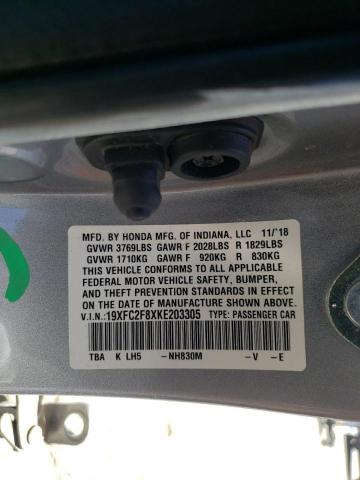 MFD. BY HONDA MFG. OF INDIANA, LLC 11/'18
GVWR 3769LBS GAWR F 2028LBS R 1829LBS
GVWR 1710KG GAWR F 920KG R 830KG
THIS VEHICLE CONFORMS TO ALL APPLICABLE
FEDERAL MOTOR VEHICLE SAFETY, BUMPER,
AND THEFT PREVENTION STANDARDS IN EFFECT
ON THE DATE OF MANUFACTURE SHOWN ABOVE.
V.I.N.:19XFC2F8XKE203305 TYPE: PASSENGER CAR
TBA K LH5 -NH830M -V -E